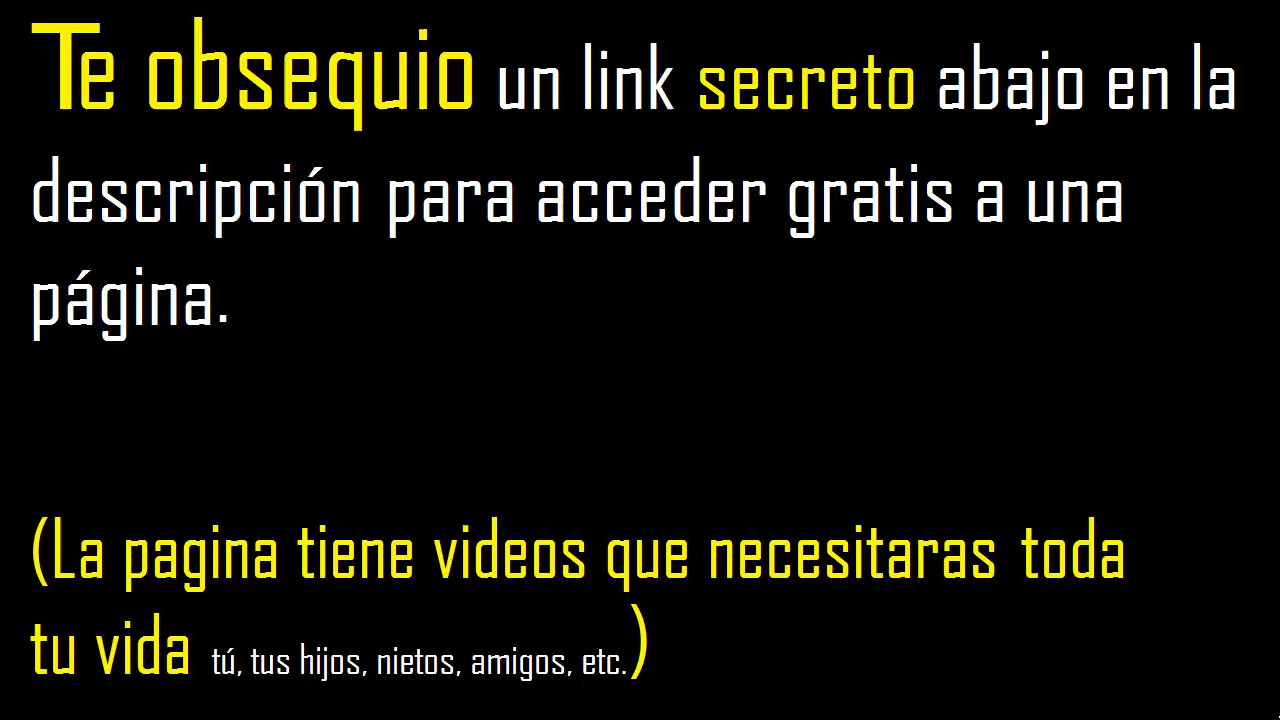 Te obsequio un link secreto abajo en la
descripción para acceder gratis a una
página.
(La pagina tiene videos que necesitaras toda
tu vida tú, tus hijos, nietos, amigos, etc.)